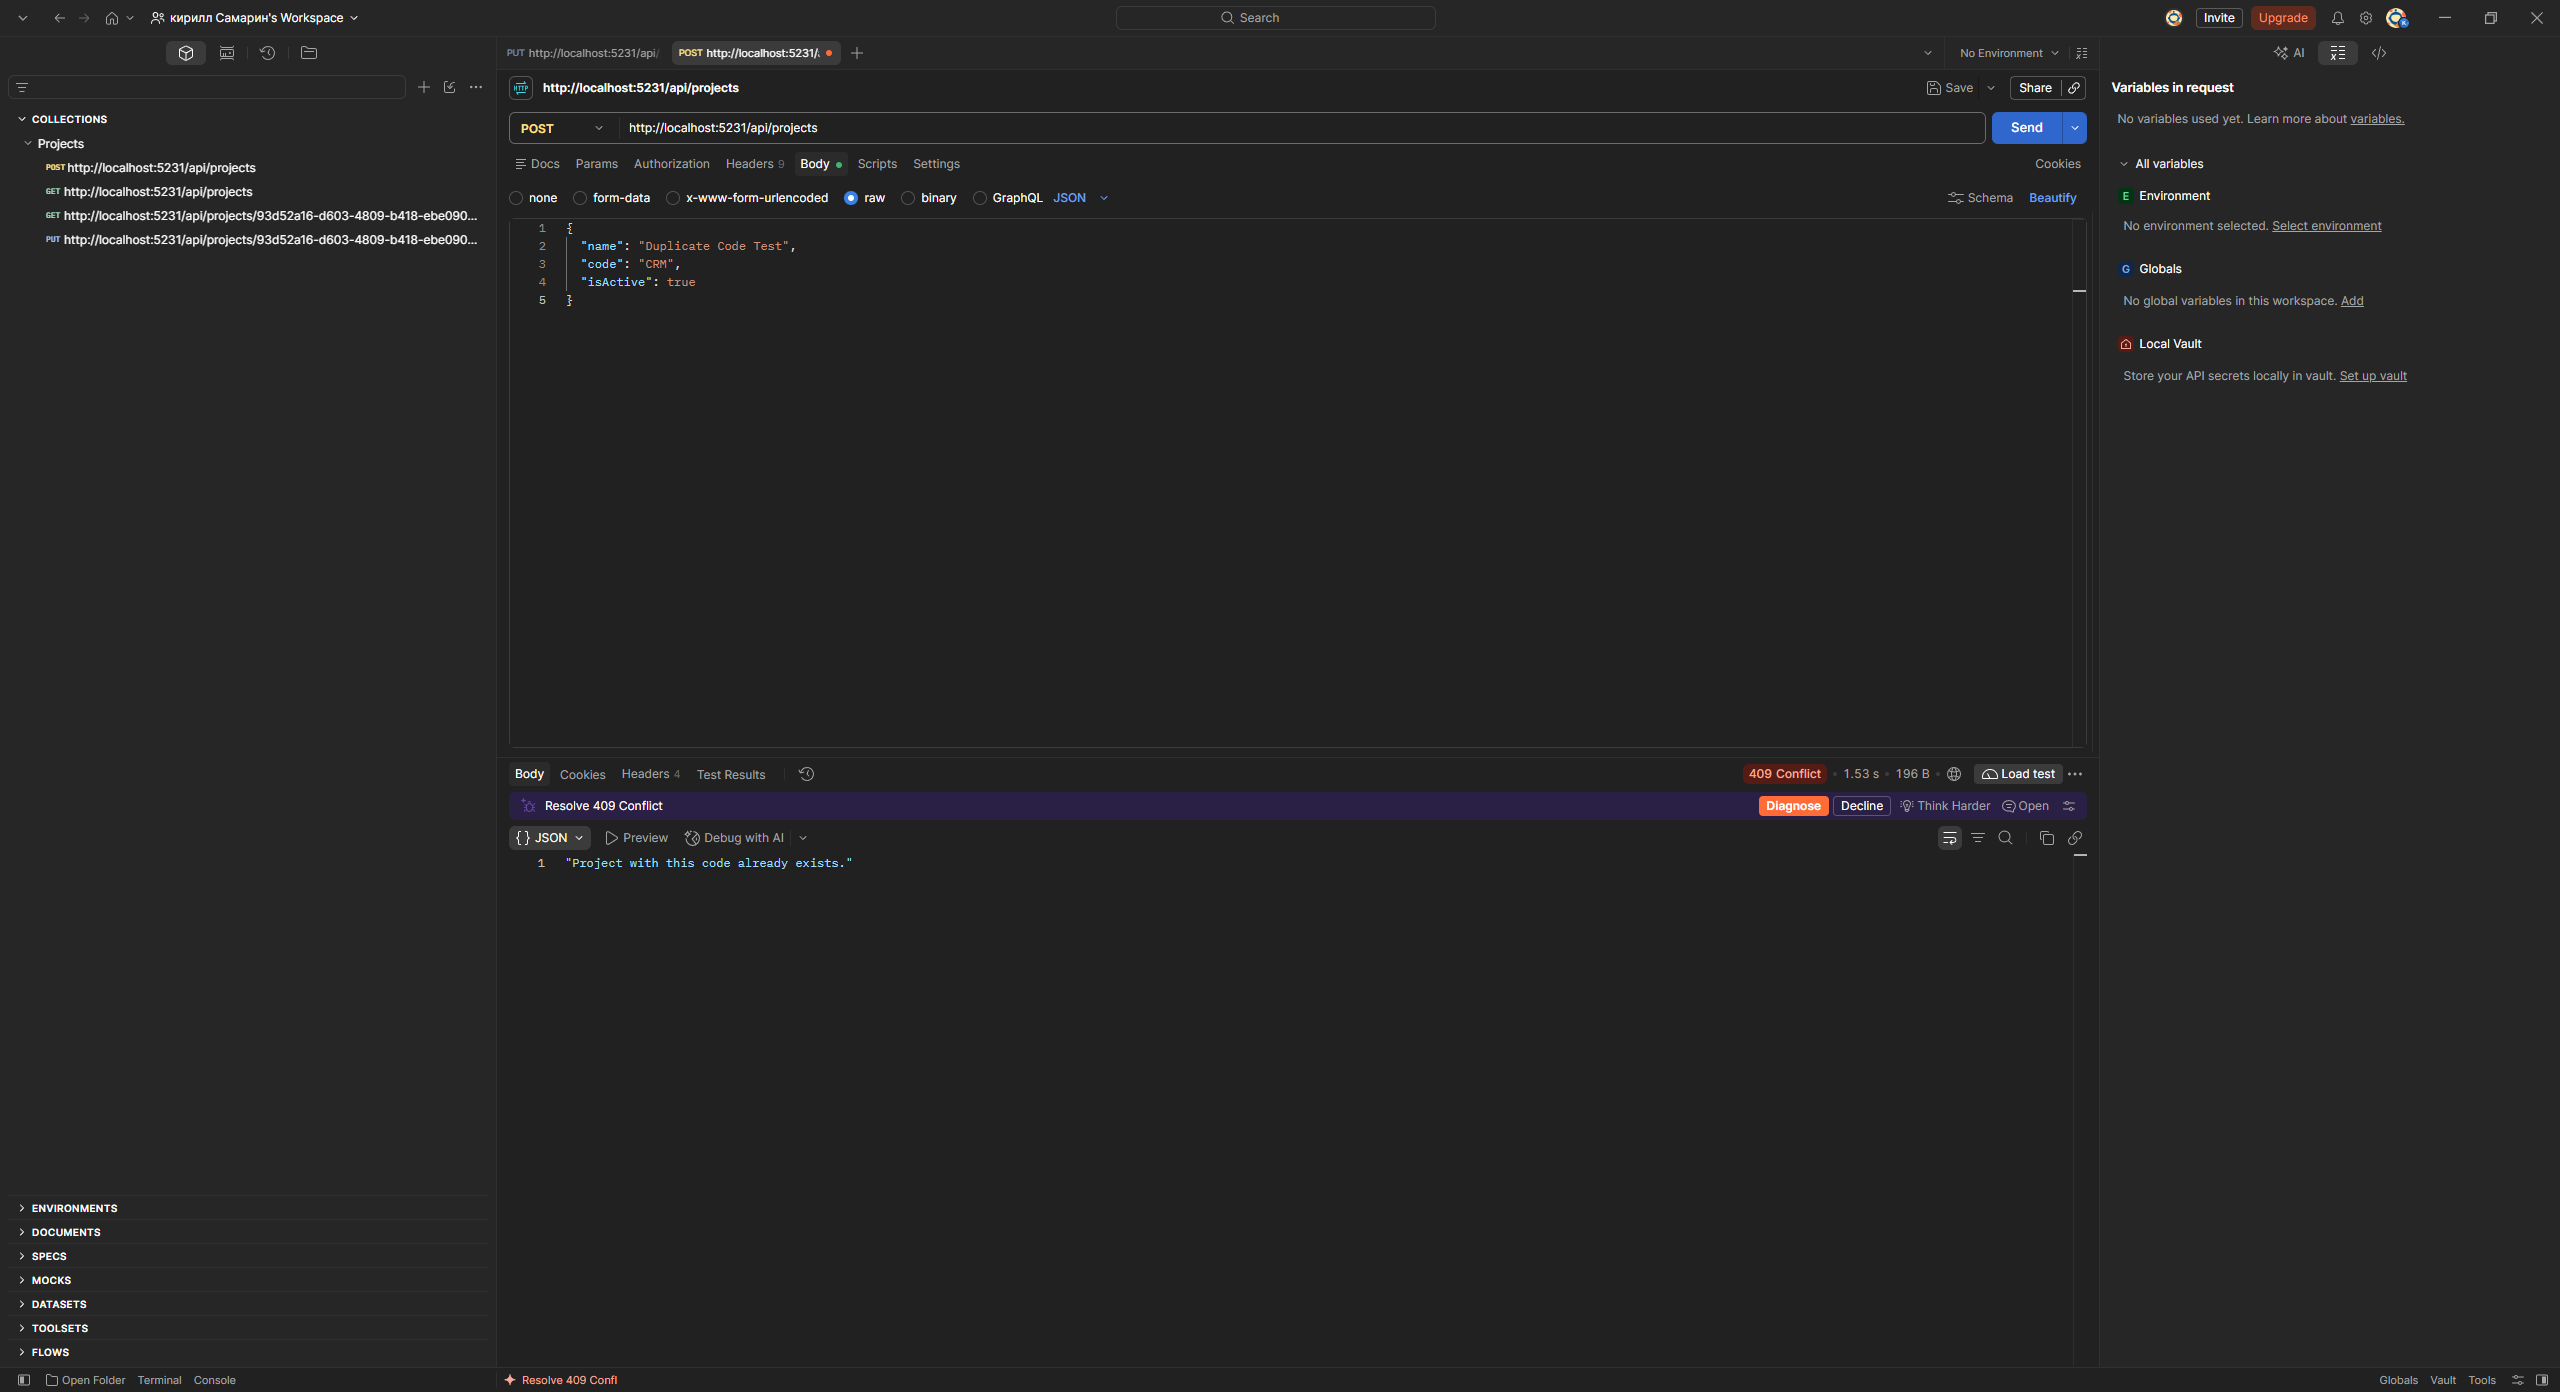 кирилл Самарин's Workspace
Search
Invite
Upgrade
PUT http://localhost:5231/api/
POST http://localhost:5231/
No Environment
AI
http://localhost:5231/api/projects
Save
Share
Variables in request
COLLECTIONS
No variables used yet. Learn more about variables.
POST
http://localhost:5231/api/projects
Send
Projects
Docs
Params
Authorization
Headers 9
Body
Scripts
Settings
Cookies
All variables
POST http://localhost:5231/api/projects
GET http://localhost:5231/api/projects
GET http://localhost:5231/api/projects/93d52a16-d603-4809-b418-ebe090...
PUT http://localhost:5231/api/projects/93d52a16-d603-4809-b418-ebe090...
none
form-data
x-www-form-urlencoded
raw
binary
GraphQL
JSON
Schema
Beautify
E Environment
No environment selected. Select environment
G Globals
No global variables in this workspace. Add
Local Vault
Store your API secrets locally in vault. Set up vault
1 {
2 "name": "Duplicate Code Test",
3 "code": "CRM",
4 "isActive": true
5 }
Body
Cookies
Headers 4
Test Results
409 Conflict
1.53 s
196 B
Load test
Resolve 409 Conflict
Diagnose
Decline
Think Harder
Open
{} JSON
Preview
Debug with AI
1 "Project with this code already exists."
ENVIRONMENTS
DOCUMENTS
SPECS
MOCKS
DATASETS
TOOLSETS
FLOWS
Open Folder
Terminal
Console
Resolve 409 Confl
Globals
Vault
Tools